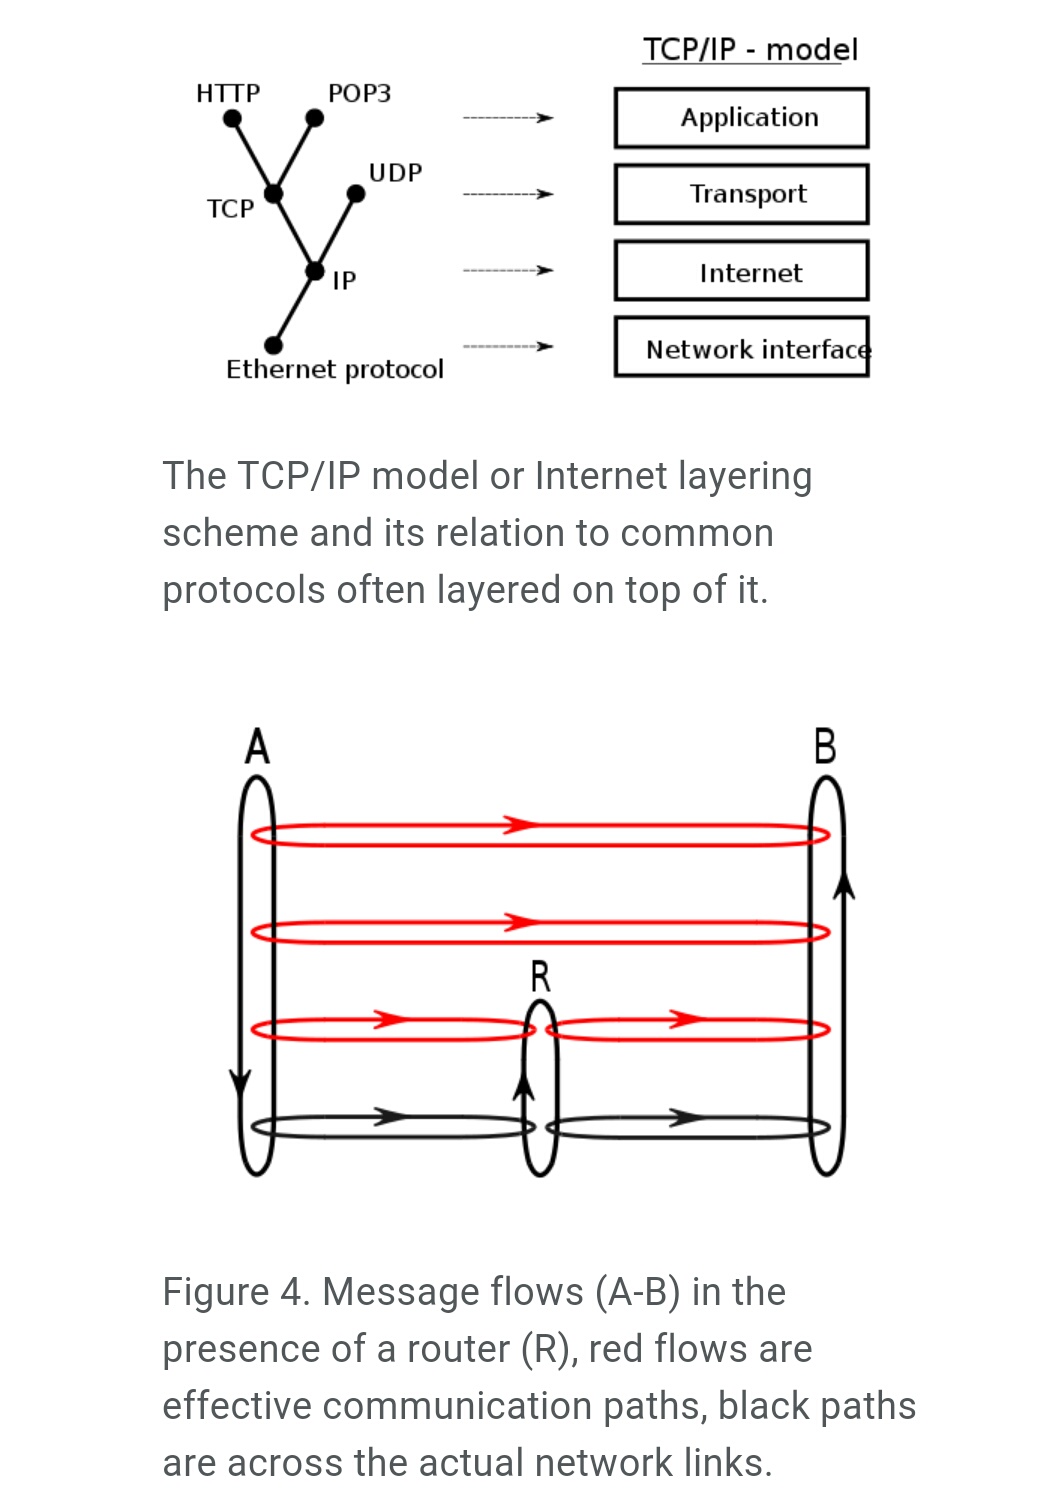 TCP/IP - model
HTTP
POP3
Application
UDP
TCP
Transport
IP
Internet
Ethernet protocol
Network interface
The TCP/IP model or Internet layering
scheme and its relation to common
protocols often layered on top of it.
A
B
R
Figure 4. Message flows (A-B) in the
presence of a router (R), red flows are
effective communication paths, black paths
are across the actual network links.